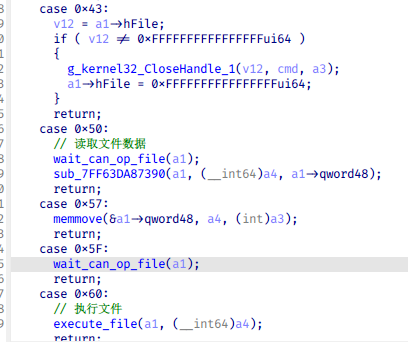 case 0×43:
v12 = a1→hFile;
if ( v12 ≠ 0×FFFFFFFFFFFFFFFFui64 )
{
g_kernel32_CloseHandle_1(v12, cmd, a3);
a1→hFile = 0×FFFFFFFFFFFFFFFFui64;
}
return;
case 0×50:
// 读取文件数据
wait_can_op_file(a1);
sub_7FF63DA87390(a1, (__int64)a4, a1→qword48);
return;
case 0×57:
memmove(&a1→qword48, a4, (int)a3);
return;
case 0×5F:
wait_can_op_file(a1);
return;
case 0×60:
// 执行文件
execute_file(a1, (__int64)a4);
return;